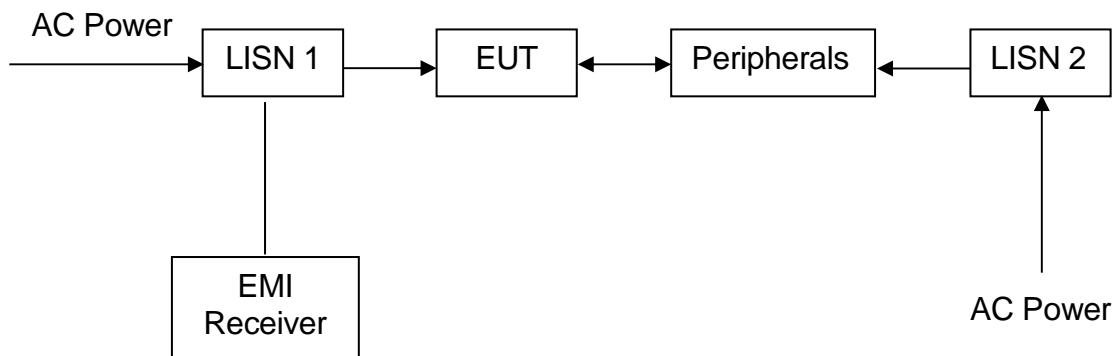 AC Power
LISN 1
EUT
Peripherals
LISN 2
EMI
Receiver
AC Power